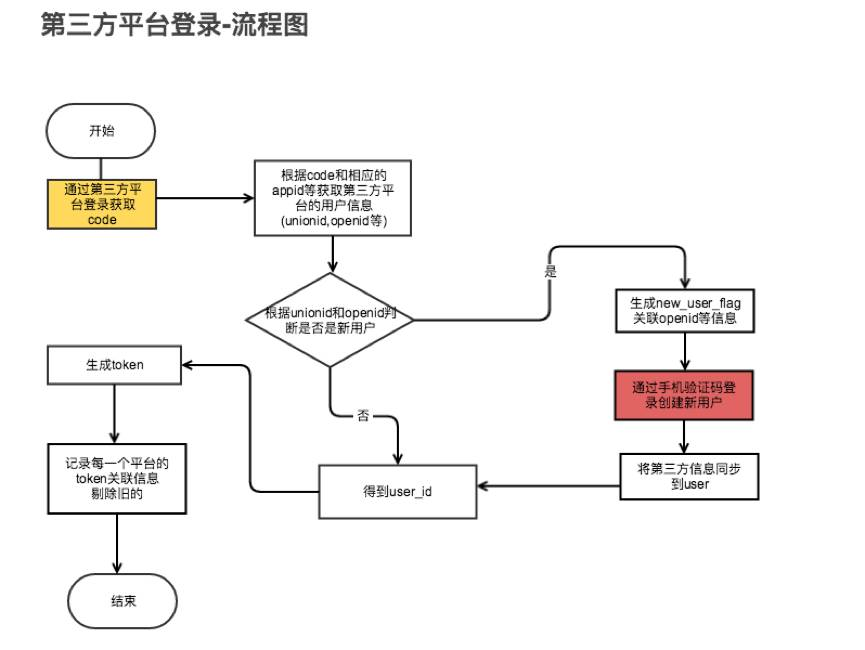 第三方平台登录-流程图
开始
通过第三方平
台登录获取
code
根据code和相应的
appid等获取第三方平
台的用户信息
(unionid,openid等)
根据unionid和openid判
断是否是新用户
是
生成new_user_flag
关联openid等信息
通过手机验证码登
录创建新用户
将第三方信息同步
到user
否
得到user_id
生成token
记录每一个平台的
token关联信息
剔除旧的
结束